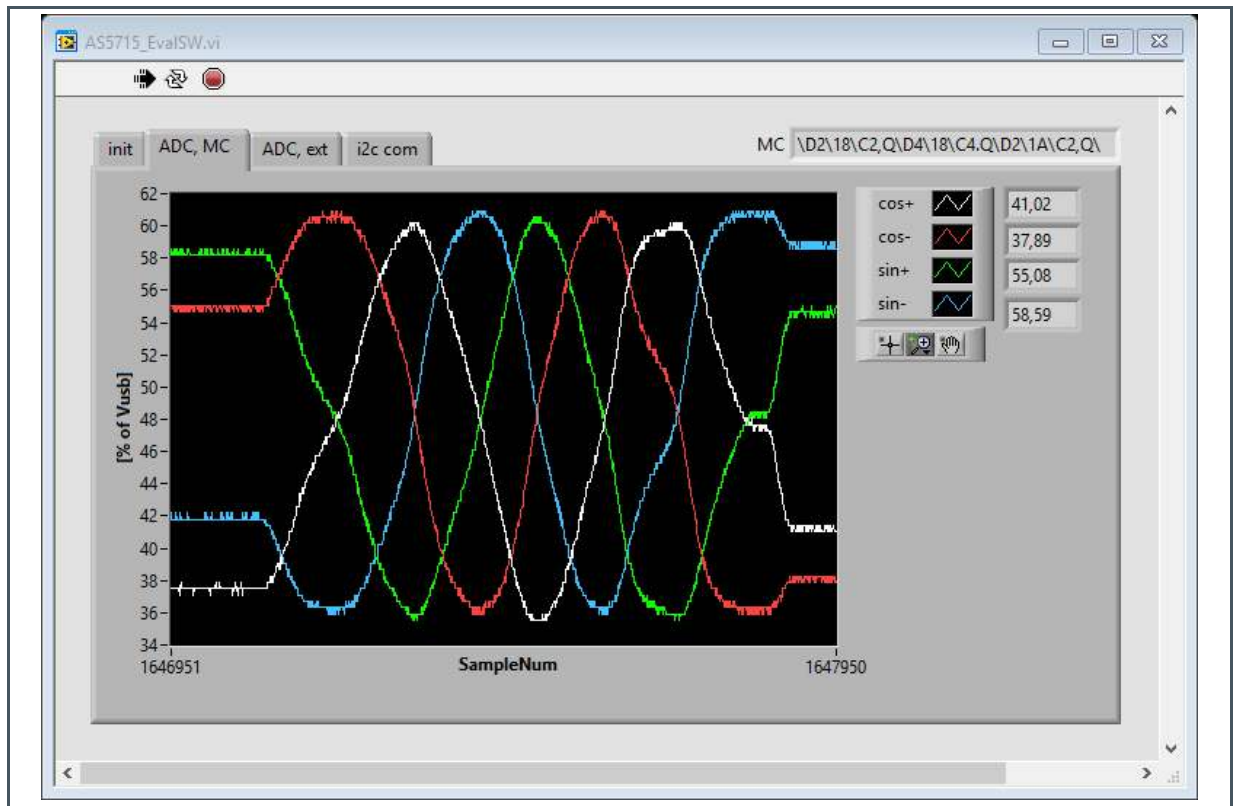 AS5715_EvalSW.vi
init ADC, MC ADC, ext i2c com
MC \D2\18\C2,Q\D4\18\C4.Q\D2\1A\C2,Q\
62
60
58
56
54
52
50
48
46
44
42
40
38
36
34
[% of Vusb]
1646951 SampleNum 1647950
cos+ 41,02
cos- 37,89
sin+ 55,08
sin- 58,59